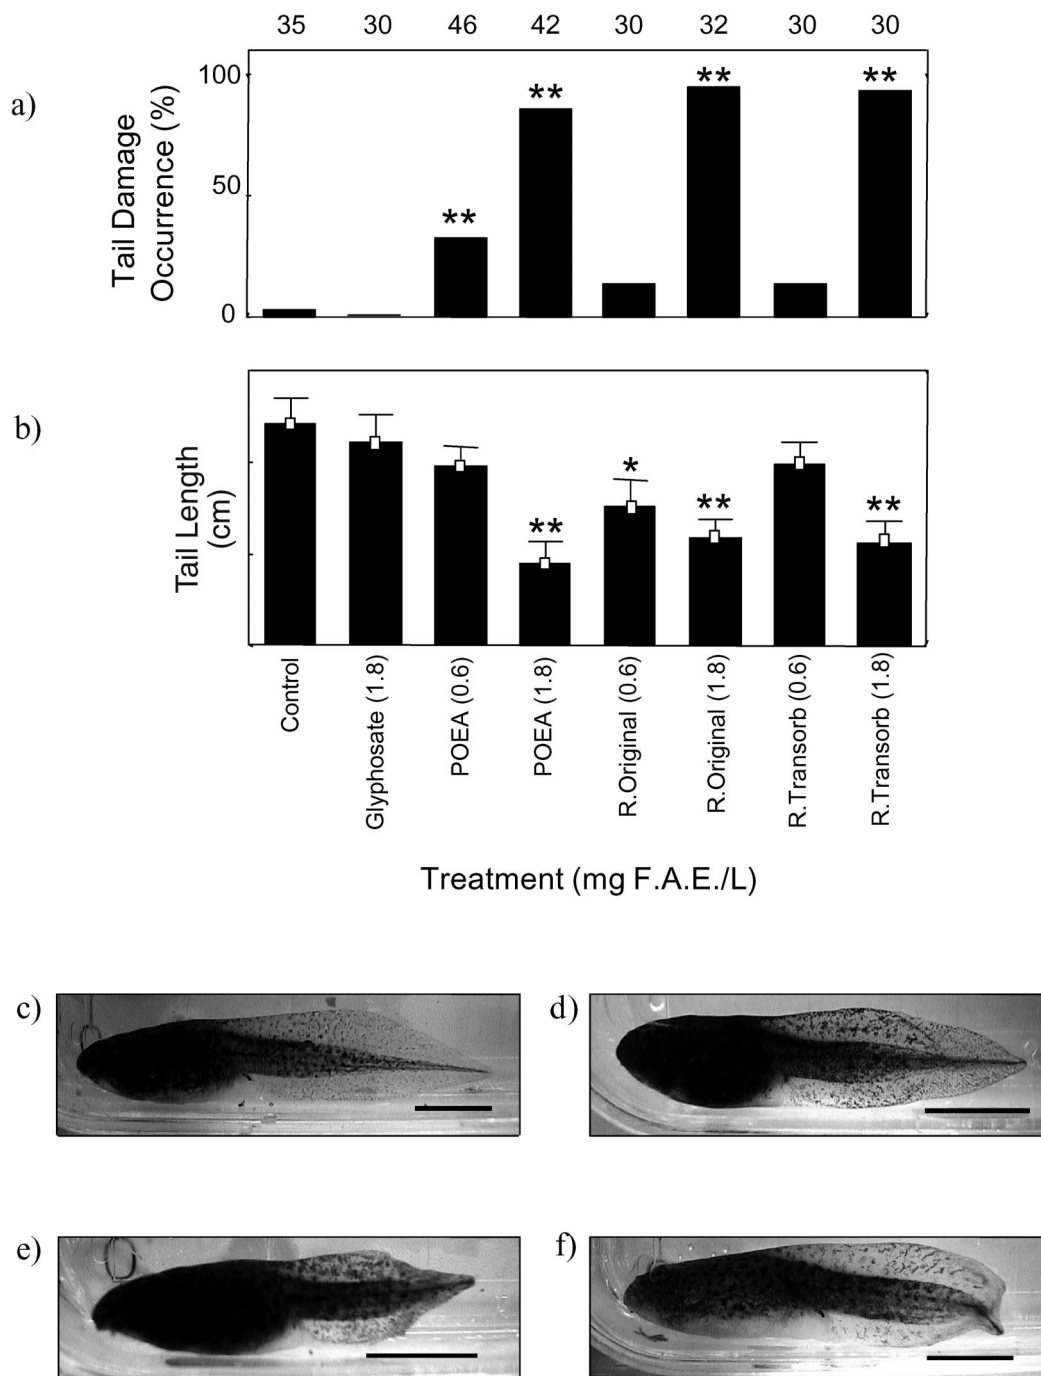 35 30 46 42 30 32 30 30
a)
Tail Damage
Occurrence (%)
100
50
0
** ** ** **
b)
Tail Length
(cm)
** * ** **
Control
Glyphosate (1.8)
POEA (0.6)
POEA (1.8)
R.Original (0.6)
R.Original (1.8)
R.Transorb (0.6)
R.Transorb (1.8)
Treatment (mg F.A.E./L)
c)
d)
e)
f)